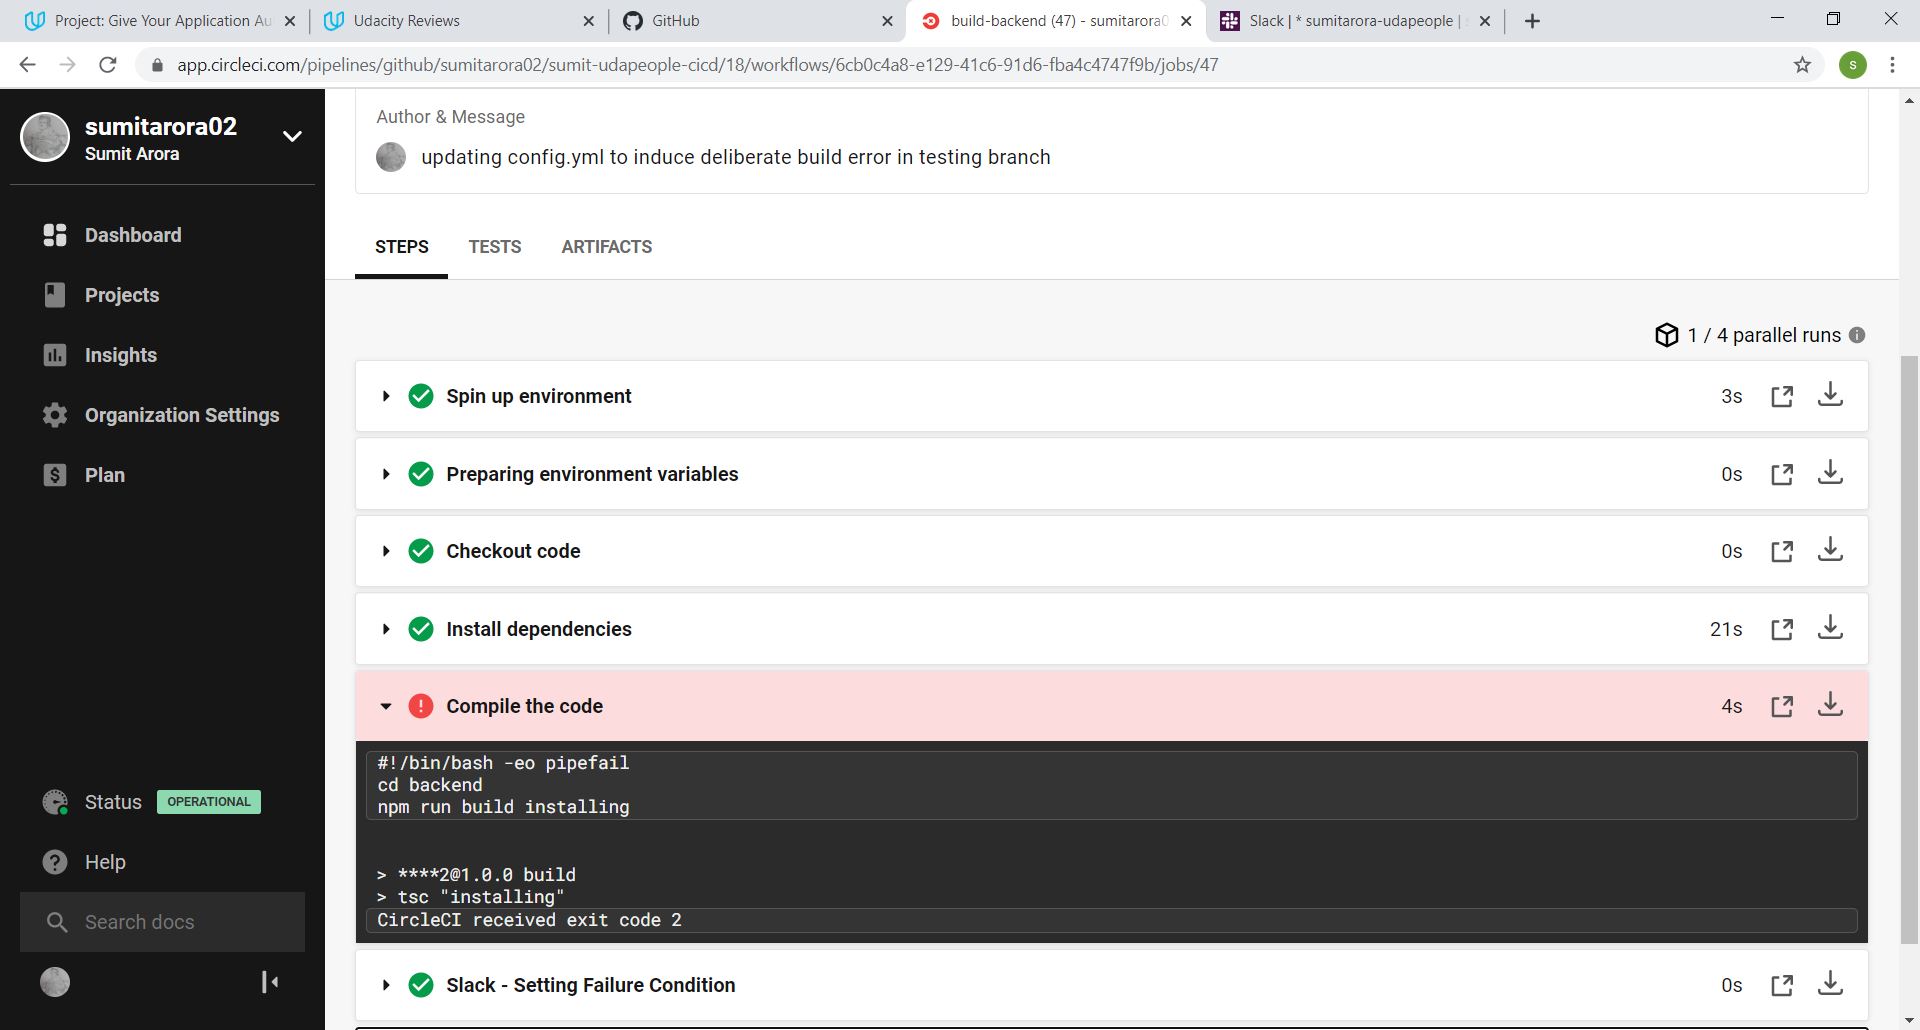 Project: Give Your Application Au
Udacity Reviews
GitHub
build-backend (47) - sumitarora0
Slack | * sumitarora-udapeople |
app.circleci.com/pipelines/github/sumitarora02/sumit-udapeople-cicd/18/workflows/6cb0c4a8-e129-41c6-91d6-fba4c4747f9b/jobs/47
s
sumitarora02
Sumit Arora
Dashboard
Projects
Insights
Organization Settings
Plan
Status OPERATIONAL
Help
Search docs
Author & Message
updating config.yml to induce deliberate build error in testing branch
STEPS TESTS ARTIFACTS
1 / 4 parallel runs
Spin up environment 3s
Preparing environment variables 0s
Checkout code 0s
Install dependencies 21s
Compile the code 4s
#!/bin/bash -eo pipefail
cd backend
npm run build installing
> ****2@1.0.0 build
> tsc "installing"
CircleCI received exit code 2
Slack - Setting Failure Condition 0s